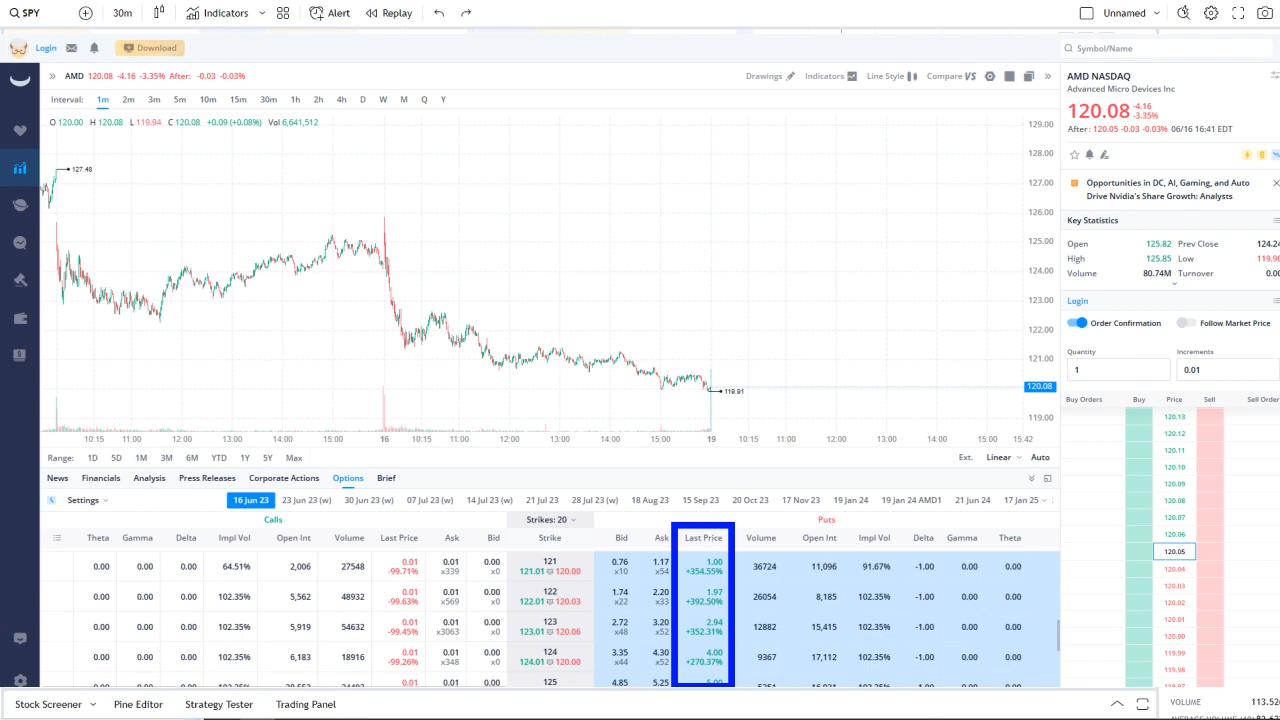 SPY 30m Indicators Alert Replay Unnamed
Login Download Symbol/Name
AMD 120.08 -4.16 -3.35% After: -0.03 -0.03% Drawings Indicators Line Style Compare VS
Interval: 1m 2m 3m 5m 10m 15m 30m 1h 2h 4h D W M Q Y
O 120.00 H 120.08 L 119.94 C 120.08 +0.09 (+0.08%) Vol 6,641,512
127.48
119.91
129.00
128.00
127.00
126.00
125.00
124.00
123.00
122.00
121.00
120.08
119.00
10:15 11:00 12:00 13:00 14:00 15:00 16 10:15 11:00 12:00 13:00 14:00 15:00 19 10:15 11:00 12:00 13:00 14:00 15:00 15:42
Range: 1D 5D 1M 3M 6M YTD 1Y 5Y Max Ext. Linear Auto
News Financials Analysis Press Releases Corporate Actions Options Brief
Settings 16 Jun 23 23 Jun 23 (w) 30 Jun 23 (w) 07 Jul 23 (w) 14 Jul 23 (w) 21 Jul 23 28 Jul 23 (w) 18 Aug 23 15 Sep 23 20 Oct 23 17 Nov 23 19 Jan 24 19 Jan 24 AMD1 21 Jun 24 17 Jan 25
Calls Strikes: 20 Puts
Theta Gamma Delta Impl Vol Open Int Volume Last Price Ask Bid Strike Bid Ask Last Price Volume Open Int Impl Vol Delta Gamma Theta
0.00 0.00 0.00 64.51% 2,006 27548 0.01 0.01 0.00 121 0.76 1.17 1.00 36724 11,096 91.67% -1.00 0.00 0.00
-99.71% x339 x0 121.01 120.00 x10 x54 +354.55%
0.00 0.00 0.00 102.35% 5,562 48932 0.01 0.01 0.00 122 1.74 2.20 1.97 26054 8,185 102.35% -1.00 0.00 0.00
-99.63% x569 x0 122.01 120.03 x22 x33 +392.50%
0.00 0.00 0.00 102.35% 5,919 54632 0.01 0.01 0.00 123 2.72 3.20 2.94 12882 15,415 102.35% -1.00 0.00 0.00
-99.45% x3063 x0 123.01 120.06 x48 x52 +352.31%
0.00 0.00 0.00 102.35% 6,183 18916 0.01 0.01 0.00 124 3.35 4.30 4.00 9367 17,112 102.35% -1.00 0.00 0.00
-99.26% x348 x0 124.01 120.00 x44 x52 +270.37%
125 4.85 5.25
AMD NASDAQ
Advanced Micro Devices Inc
120.08 -4.16
-3.35%
After : 120.05 -0.03 -0.03% 06/16 16:41 EDT
Opportunities in DC, AI, Gaming, and Auto
Drive Nvidia's Share Growth: Analysts
Key Statistics
Open 125.82 Prev Close 124.24
High 125.85 Low 119.90
Volume 80.74M Turnover 0.00
Login
Order Confirmation Follow Market Price
Quantity Increments
1 0.01
Buy Orders Buy Price Sell Sell Order
120.13
120.12
120.11
120.10
120.09
120.08
120.07
120.06
120.05
120.04
120.03
120.02
120.01
120.00
119.99
119.98
119.97
Stock Screener Pine Editor Strategy Tester Trading Panel
VOLUME